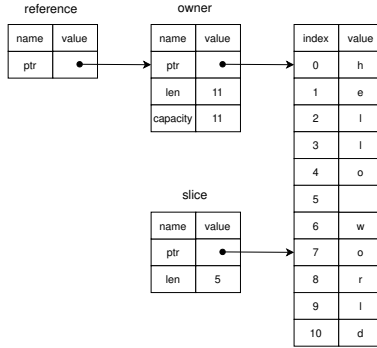 reference
name value
ptr
owner
name value
ptr
len 11
capacity 11
slice
name value
ptr
len 5
index value
0 h
1 e
2 l
3 l
4 o
5
6 w
7 o
8 r
9 l
10 d